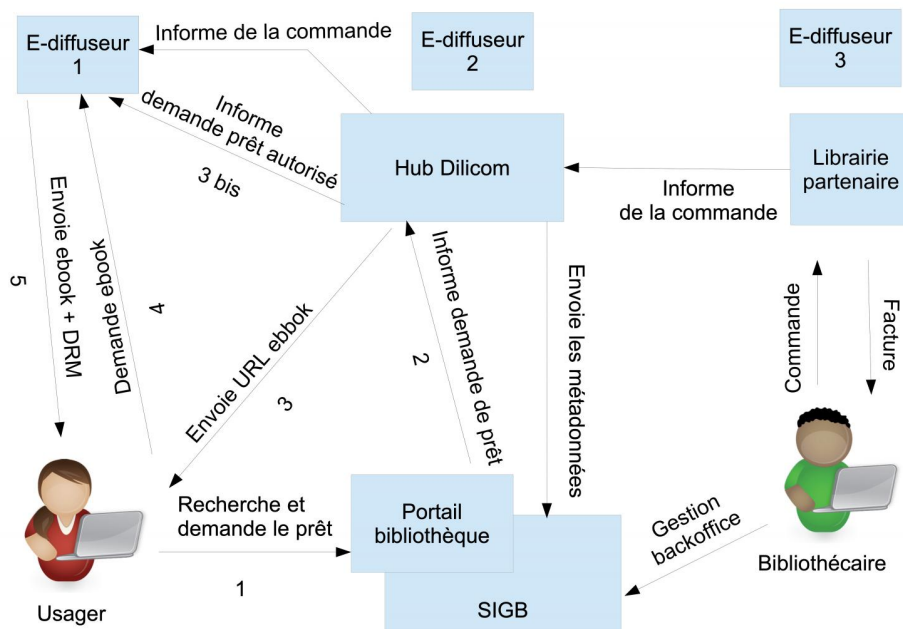 E-diffuseur
1
Informe de la commande
E-diffuseur
2
E-diffuseur
3
Informe
demande prêt autorisé
3 bis
Hub Dilicom
Informe
de la commande
Librairie
partenaire
Envoie ebook + DRM
5
Demande ebook
4
Envoie URL ebbok
3
Informe demande de prêt
2
Envoie les métadonnées
Commande
Facture
Recherche et
demande le prêt
1
Portail
bibliothèque
SIGB
Gestion
backoffice
Usager
Bibliothécaire